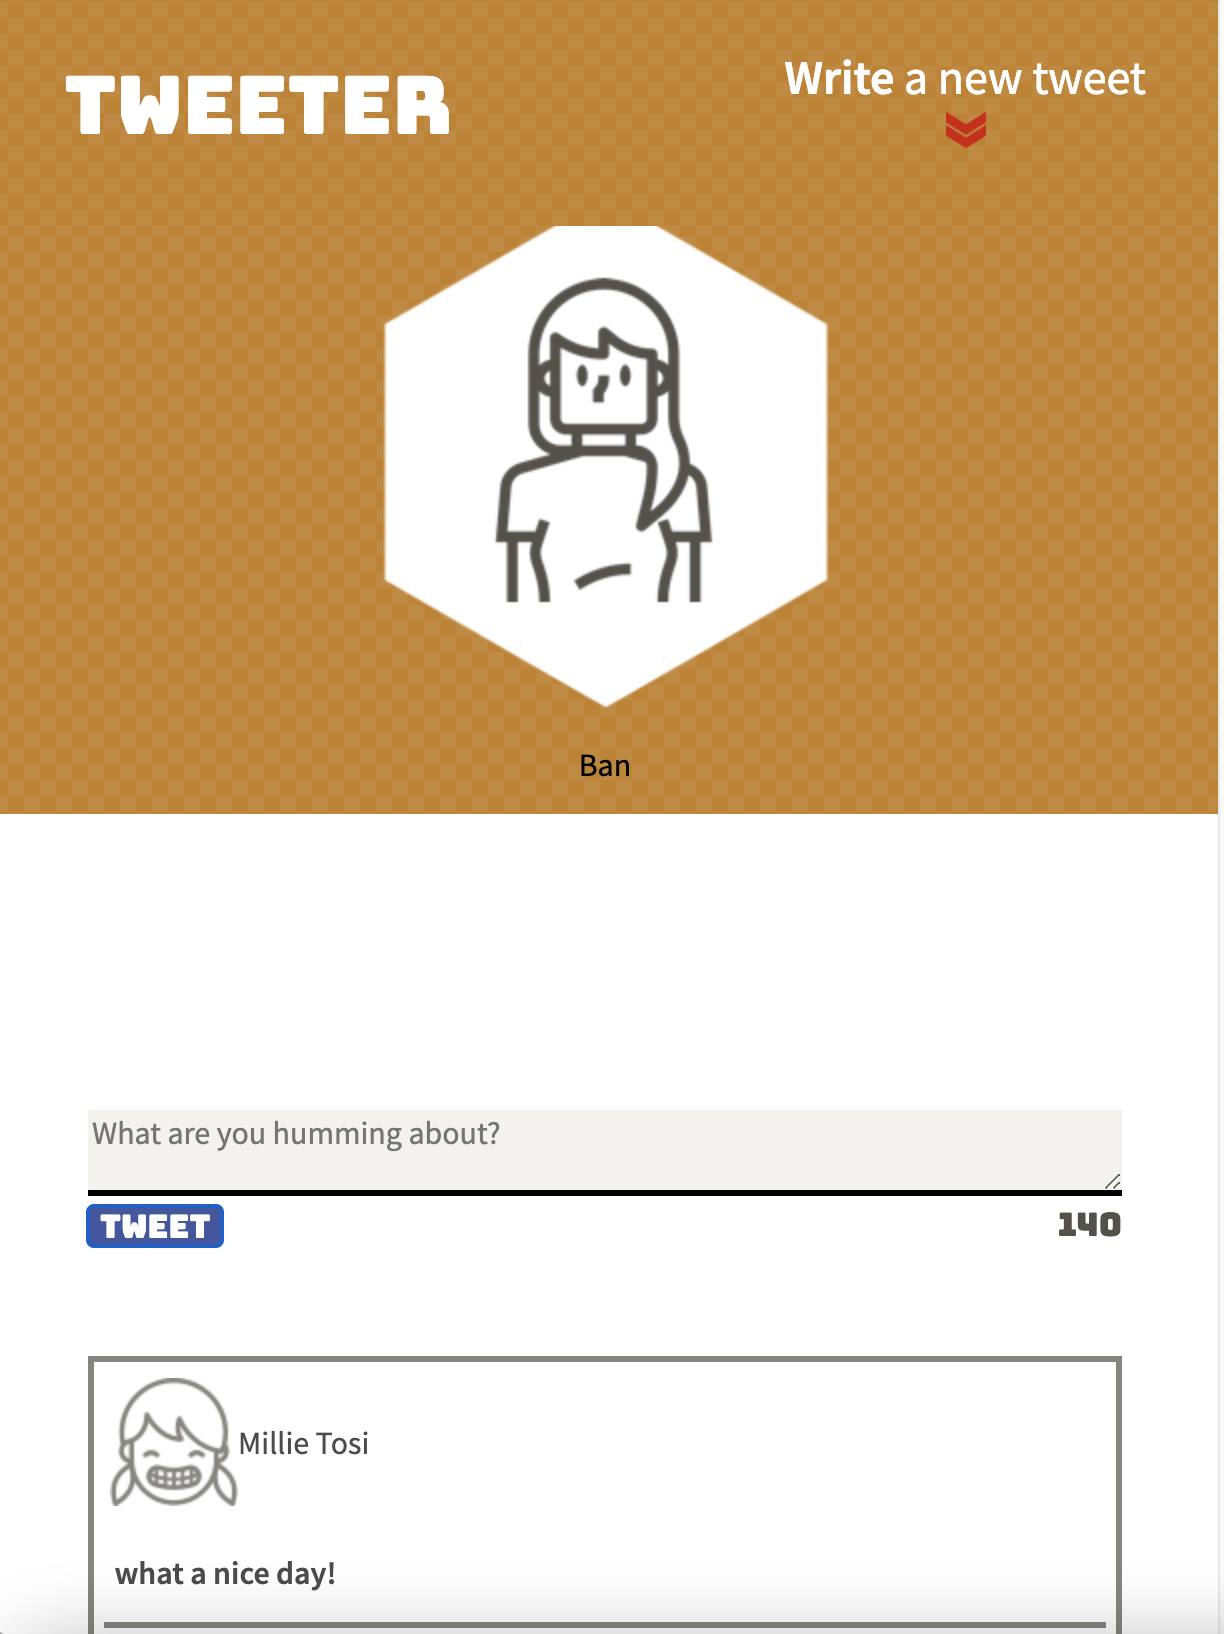 TWEETER
Write a new tweet
Ban
What are you humming about?
TWEET
140
Millie Tosi
what a nice day!